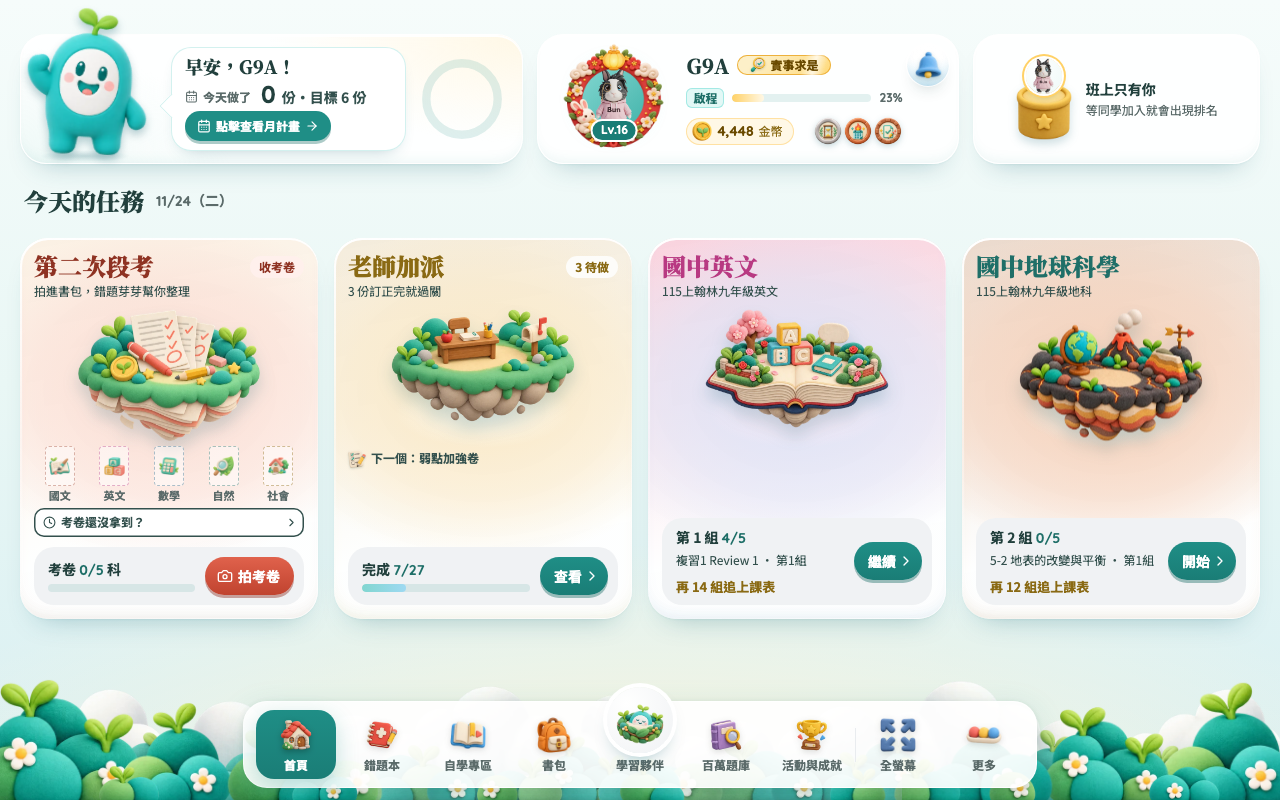 早安，G9A！
今天做了 0 份・目標 6 份
點擊查看月計畫
Bun
Lv.16
G9A
實事求是
啟程
23%
4,448 金幣
班上只有你
等同學加入就會出現排名
今天的任務 11/24（二）
第二次段考
收考卷
拍進書包，錯題芽芽幫你整理
國文
英文
數學
自然
社會
考卷還沒拿到？
考卷 0/5 科
拍考卷
老師加派
3 待做
3 份訂正完就過關
下一個：弱點加強卷
完成 7/27
查看
國中英文
115上翰林九年級英文
A
B
C
第 1 組 4/5
複習1 Review 1 ・ 第1組
再 14 組追上課表
繼續
國中地球科學
115上翰林九年級地科
第 2 組 0/5
5-2 地表的改變與平衡 ・ 第1組
再 12 組追上課表
開始
首頁
錯題本
自學專區
書包
學習夥伴
百萬題庫
活動與成就
全螢幕
更多